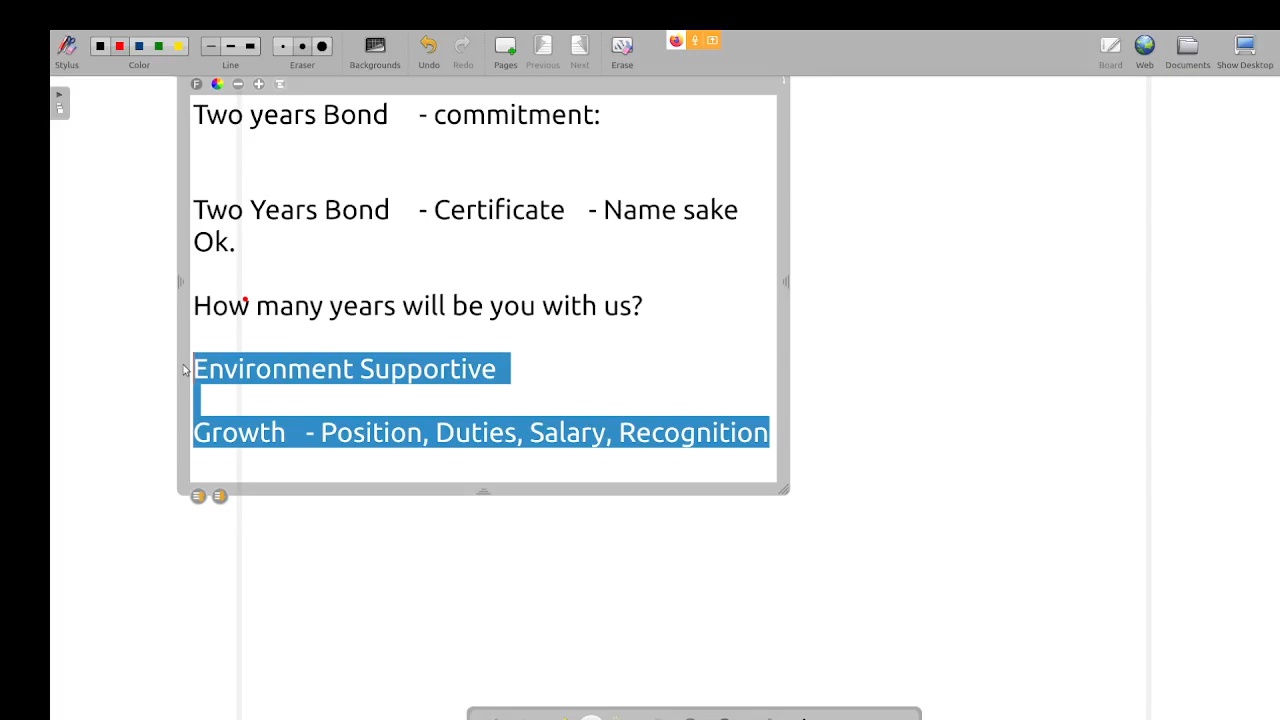 Stylus
Color
Line
Eraser
Backgrounds
Undo
Redo
Pages
Previous
Next
Erase
Board
Web
Documents
Show Desktop
Two years Bond - commitment:
Two Years Bond - Certificate - Name sake
Ok.
How many years will be you with us?
Environment Supportive
Growth - Position, Duties, Salary, Recognition